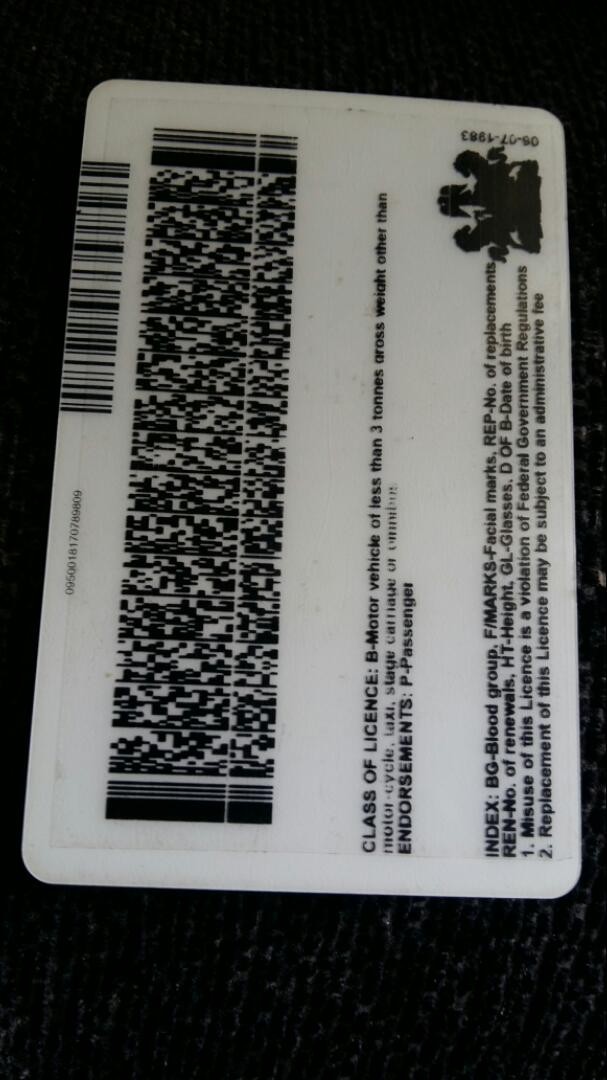 0950018170789809
CLASS OF LICENCE: B-Motor vehicle of less than 3 tonnes gross weight other than
motor-cycle, taxi, stage carriage or omnibus
ENDORSEMENTS: P-Passenger
06-07-1983
INDEX: BG-Blood group, F/MARKS-Facial marks, REP-No. of replacements,
REN-No. of renewals, HT-Height, GL-Glasses, D OF B-Date of birth
1. Misuse of this Licence is a violation of Federal Government Regulations
2. Replacement of this Licence may be subject to an administrative fee